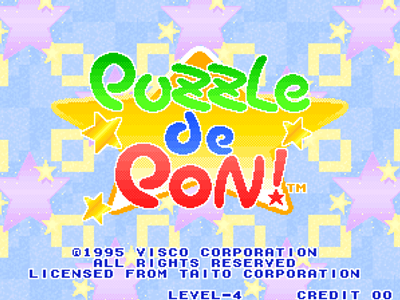 PUZZLE
de
PON!™
©1995 VISCO CORPORATION
ALL RIGHTS RESERVED
LICENSED FROM TAITO CORPORATION
LEVEL-4 CREDIT 00